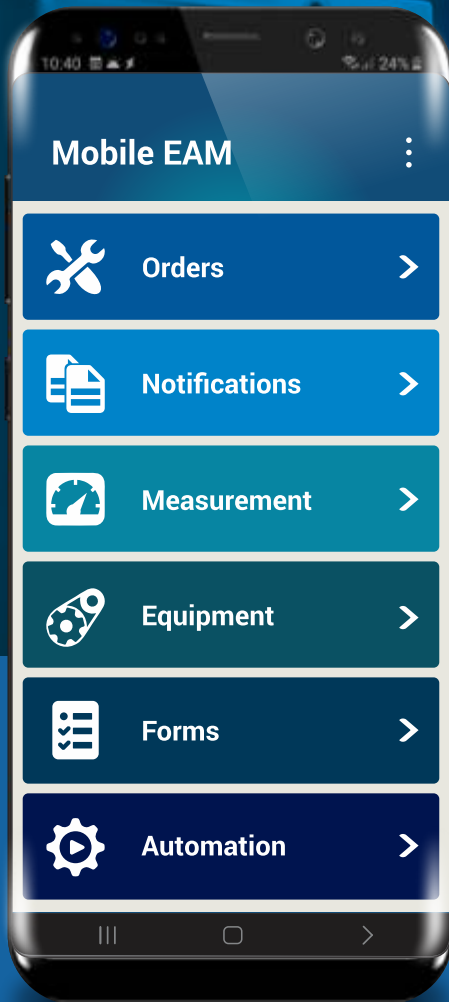 10:40 24%
Mobile EAM
Orders
Notifications
Measurement
Equipment
Forms
Automation